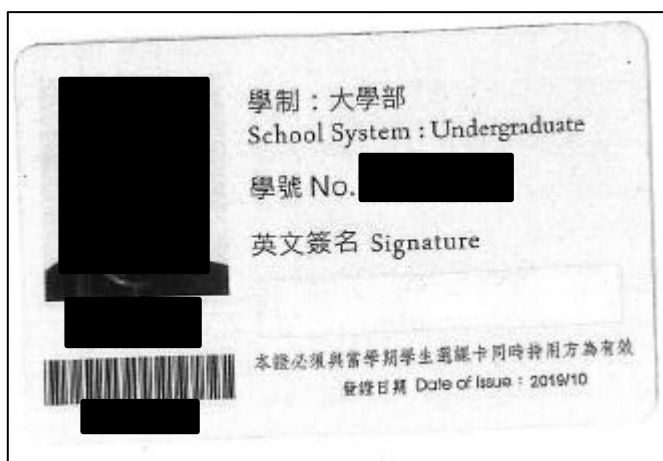 學制：大學部
School System : Undergraduate
學號 No.
英文簽名 Signature
本證必須與當學期學生選課卡同時持用方為有效
發證日期 Date of Issue：2019/10